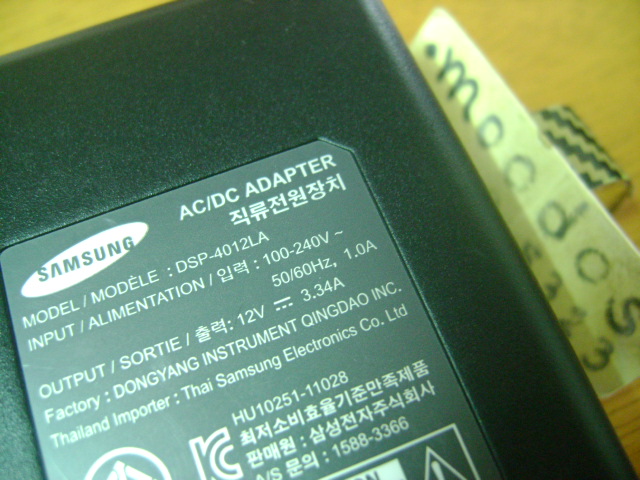 AC/DC ADAPTER
직류전원장치
SAMSUNG
MODEL / MODÈLE : DSP-4012LA
INPUT / ALIMENTATION / 입력 : 100-240V ~
50/60Hz, 1.0A
OUTPUT / SORTIE / 출력: 12V ⎓ 3.34A
Factory : DONGYANG INSTRUMENT QINGDAO INC.
Thailand Importer : Thai Samsung Electronics Co. Ltd
HU10251-11028
최저소비효율기준만족제품
판매원 : 삼성전자주식회사
A/S 문의 : 1588-3366
mocdos